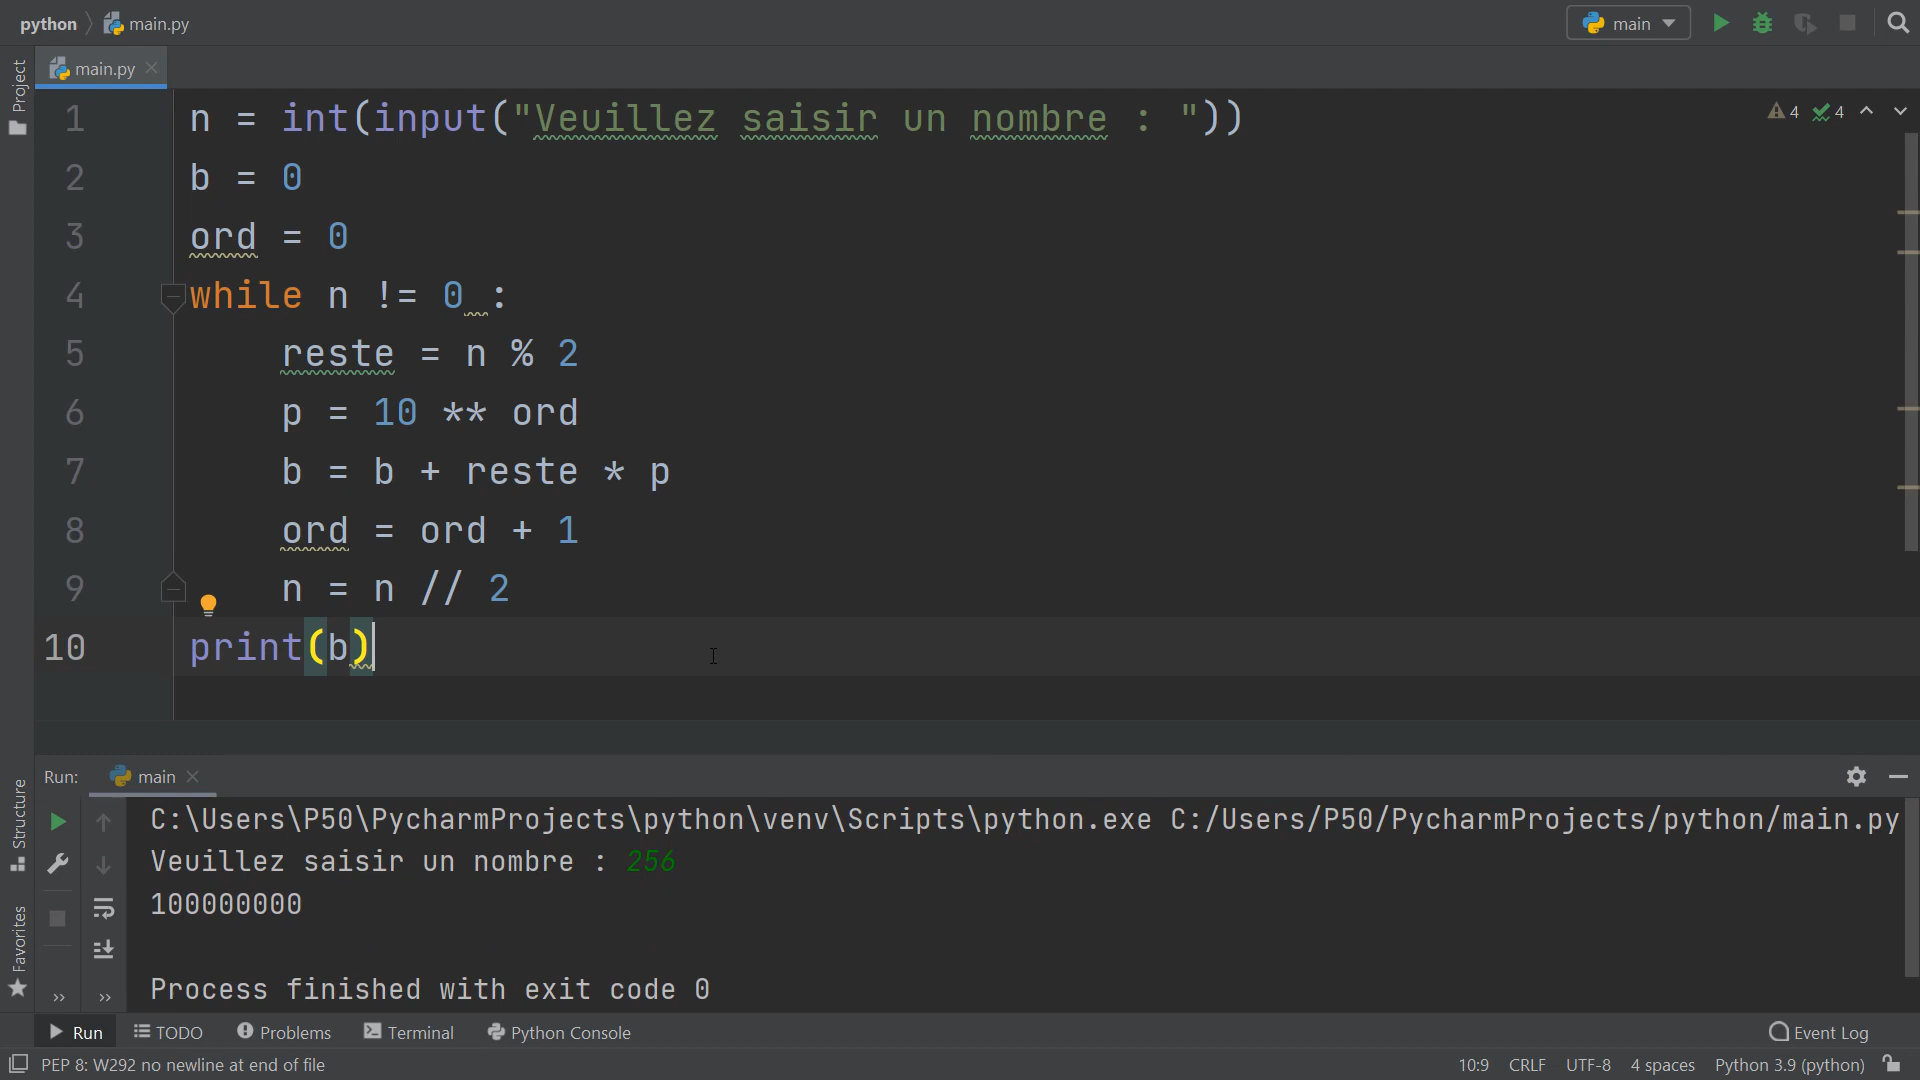 python main.py main
Project
main.py
4 4
1 n = int(input("Veuillez saisir un nombre : "))
2 b = 0
3 ord = 0
4 while n != 0 :
5 reste = n % 2
6 p = 10 ** ord
7 b = b + reste * p
8 ord = ord + 1
9 n = n // 2
10 print(b)
Run: main
Structure
Favorites
C:\Users\P50\PycharmProjects\python\venv\Scripts\python.exe C:/Users/P50/PycharmProjects/python/main.py
Veuillez saisir un nombre : 256
100000000
Process finished with exit code 0
Run TODO Problems Terminal Python Console Event Log
PEP 8: W292 no newline at end of file 10:9 CRLF UTF-8 4 spaces Python 3.9 (python)